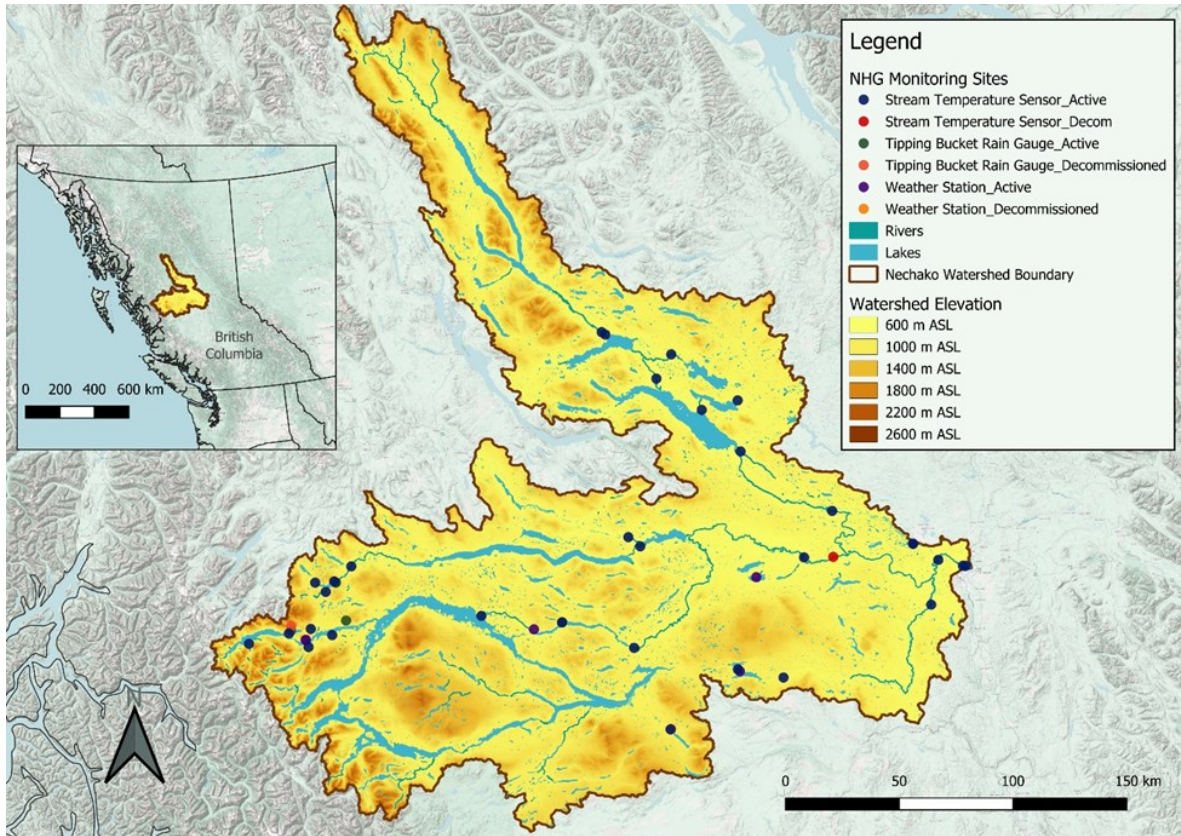 Legend
NHG Monitoring Sites
Stream Temperature Sensor_Active
Stream Temperature Sensor_Decom
Tipping Bucket Rain Gauge_Active
Tipping Bucket Rain Gauge_Decommissioned
Weather Station_Active
Weather Station_Decommissioned
Rivers
Lakes
Nechako Watershed Boundary
Watershed Elevation
600 m ASL
1000 m ASL
1400 m ASL
1800 m ASL
2200 m ASL
2600 m ASL
British
Columbia
0 200 400 600 km
0 50 100 150 km